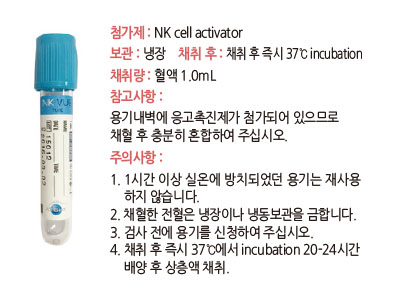 첨가제 : NK cell activator
보관 : 냉장 채취 후 : 채취 후 즉시 37℃ incubation
채취량 : 혈액 1.0mL
참고사항 :
용기내벽에 응고촉진제가 첨가되어 있으므로
채혈 후 충분히 혼합하여 주십시오.
주의사항 :
1. 1시간 이상 실온에 방치되었던 용기는 재사용
하지 않습니다.
2. 채혈한 전혈은 냉장이나 냉동보관을 금합니다.
3. 검사 전에 용기를 신청하여 주십시오.
4. 채취 후 즉시 37℃에서 incubation 20-24시간
배양 후 상층액 채취.
NK VUE